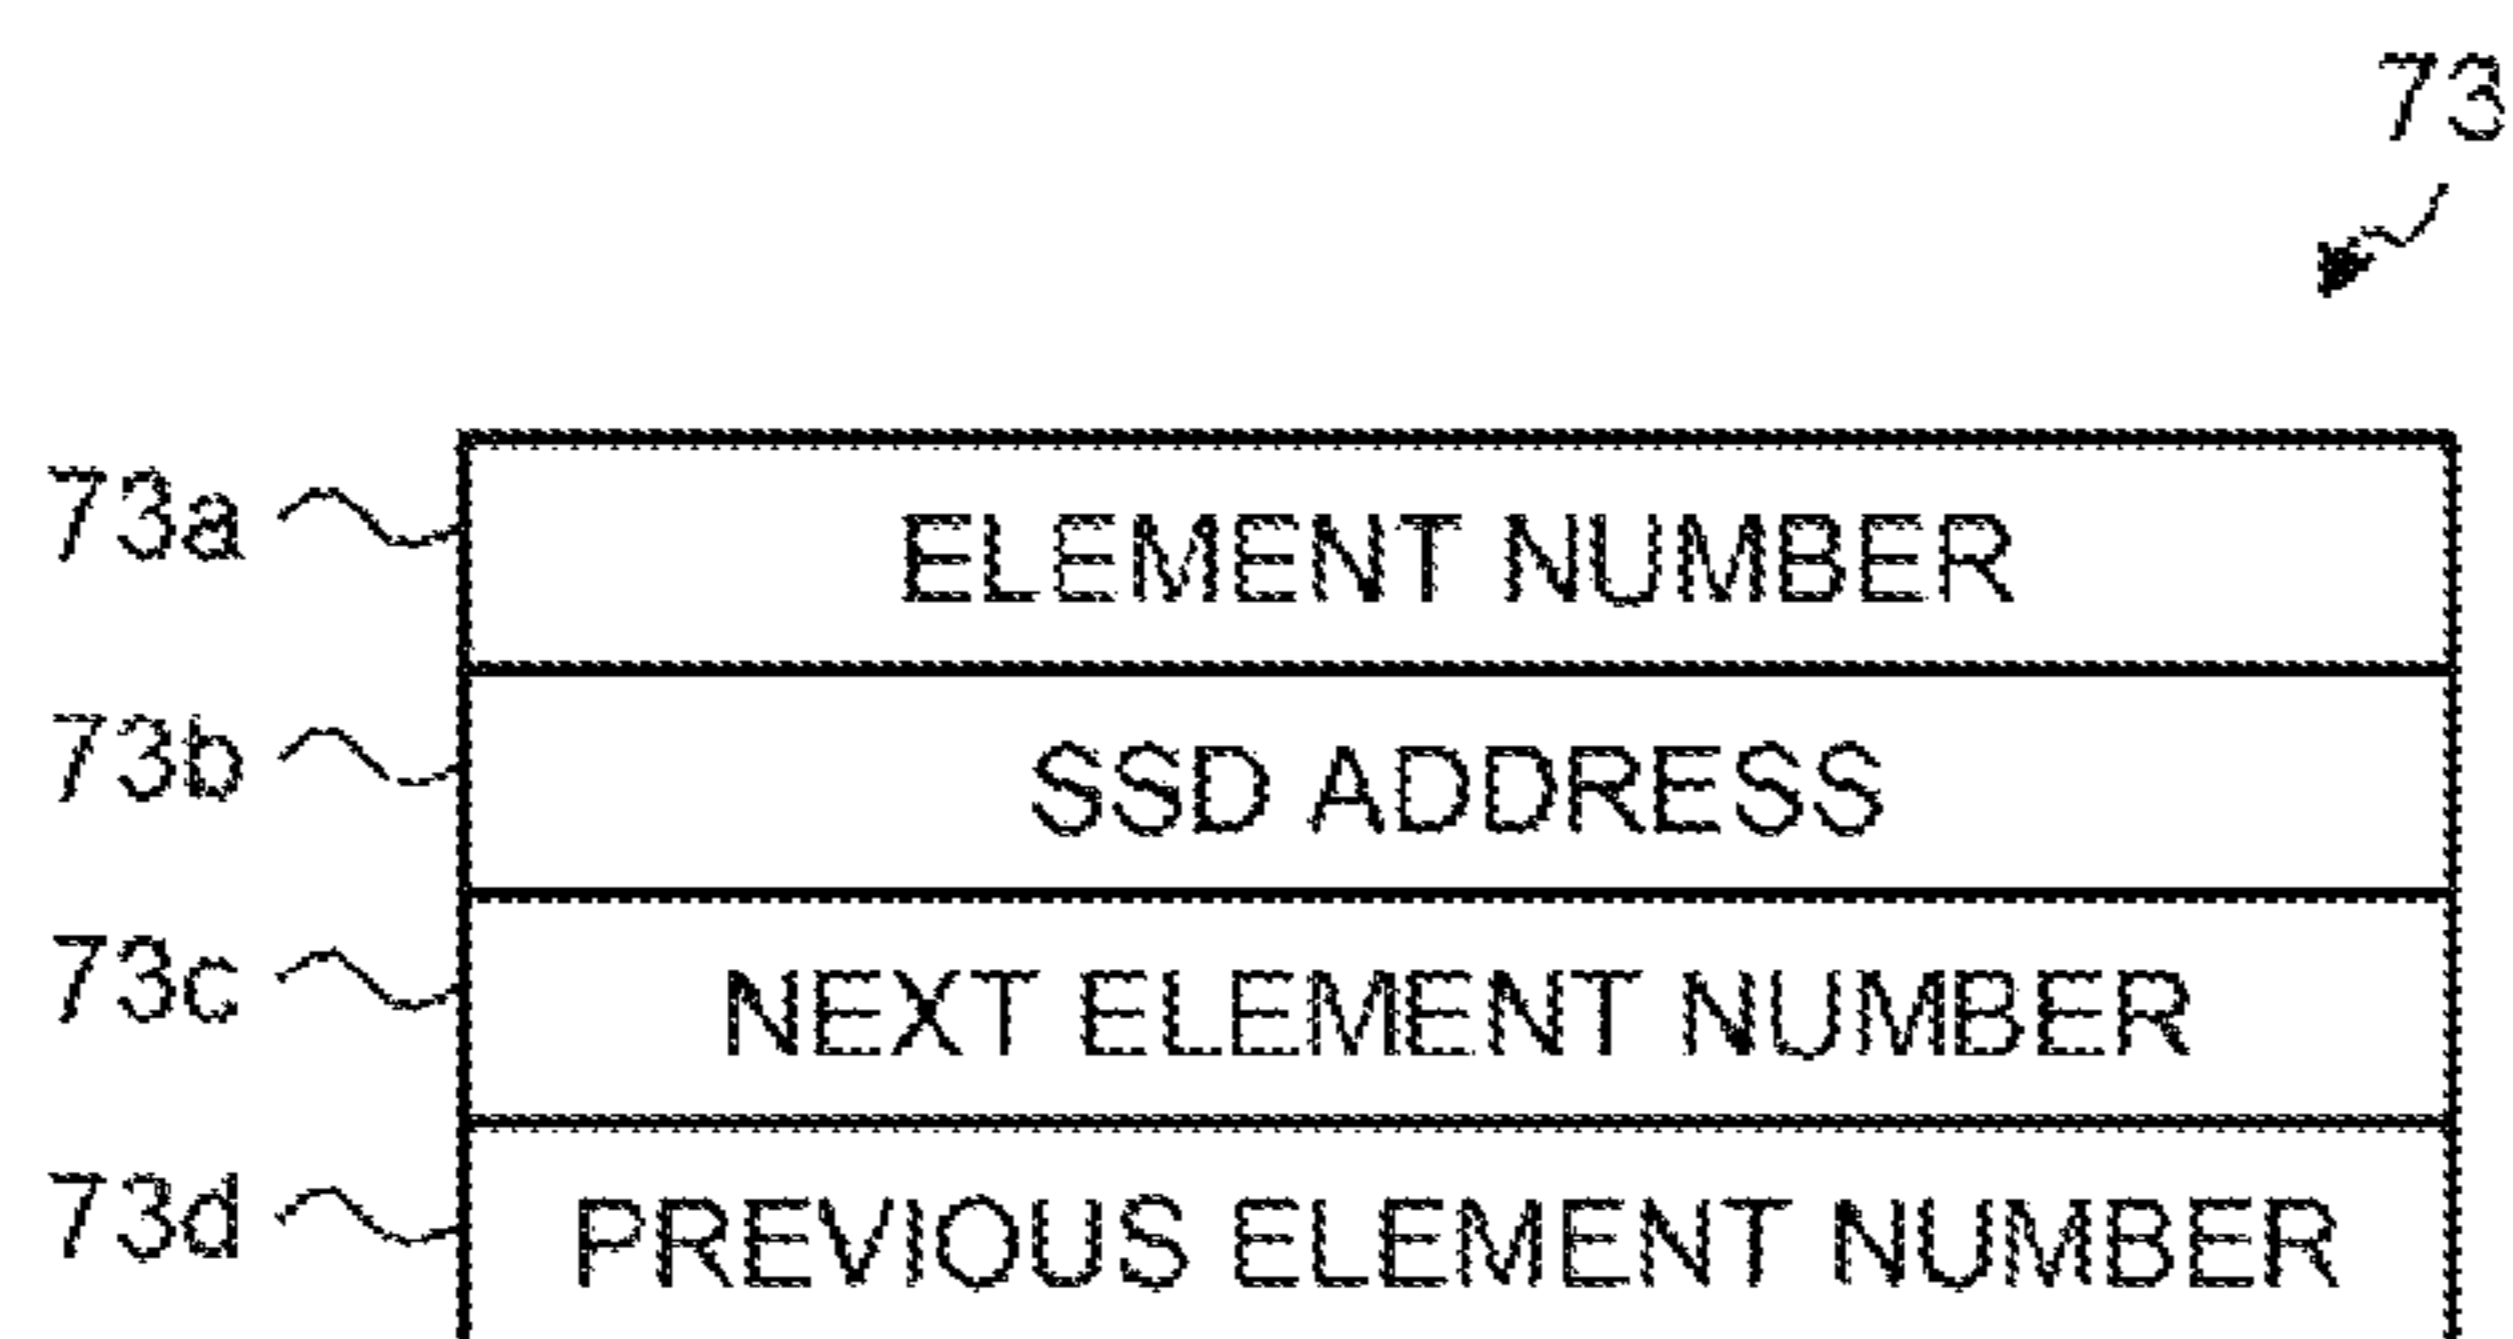 73
73a ELEMENT NUMBER
73b SSD ADDRESS
73c NEXT ELEMENT NUMBER
73d PREVIOUS ELEMENT NUMBER